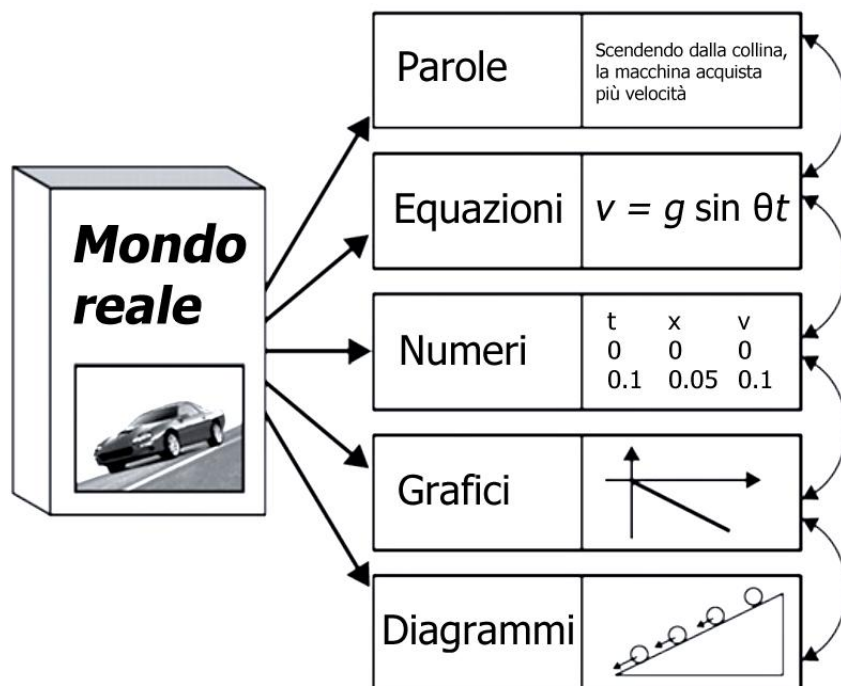 Mondo
reale
Parole
Scendendo dalla collina,
la macchina acquista
più velocità
Equazioni
v = g sin θt
Numeri
t x v
0 0 0
0.1 0.05 0.1
Grafici
Diagrammi